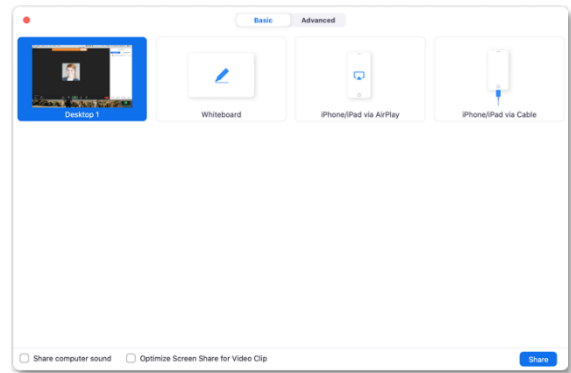 Basic Advanced
Desktop 1 Whiteboard iPhone/iPad via AirPlay iPhone/iPad via Cable
Share computer sound Optimize Screen Share for Video Clip Share